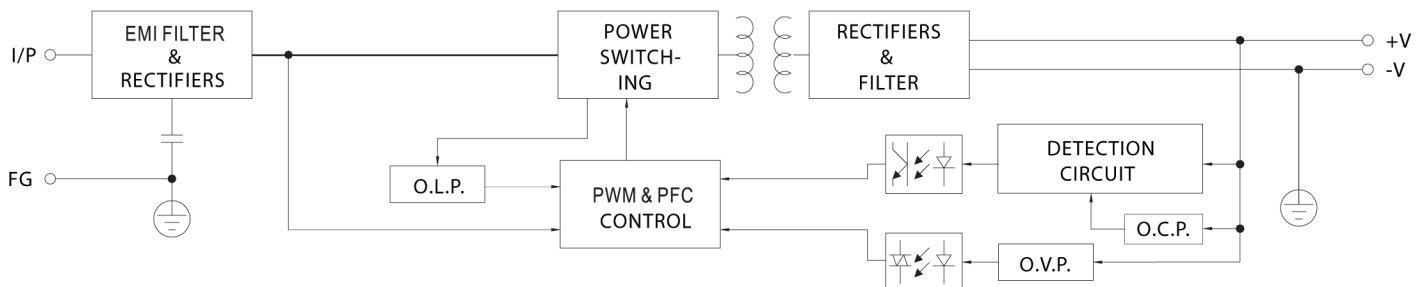 I/P
EMI FILTER
&
RECTIFIERS
POWER
SWITCH-
ING
RECTIFIERS
&
FILTER
+V
-V
FG
O.L.P.
PWM & PFC
CONTROL
DETECTION
CIRCUIT
O.C.P.
O.V.P.